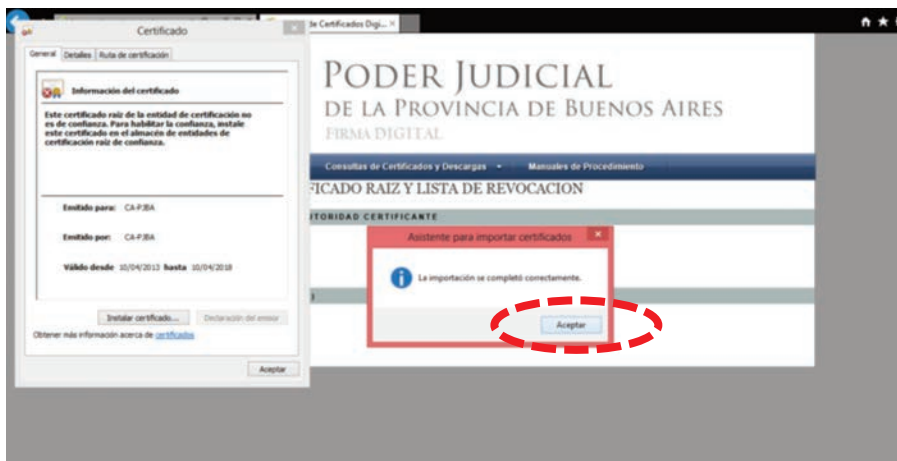 de Certificados Digi... ×
Certificado
General Detalles Ruta de certificación
Información del certificado
Este certificado raiz de la entidad de certificación no
es de confianza. Para habilitar la confianza, instale
este certificado en el almacén de entidades de
certificación raiz de confianza.
Emitido para: CA-PJBA
Emitido por: CA-PJBA
Válido desde 10/04/2013 hasta 10/04/2018
Instalar certificado... Declaración del emisor
Obtener más información acerca de certificados
Aceptar
PODER JUDICIAL
DE LA PROVINCIA DE BUENOS AIRES
FIRMA DIGITAL
Consultas de Certificados y Descargas Manuales de Procedimiento
FICADO RAIZ Y LISTA DE REVOCACION
UTORIDAD CERTIFICANTE
Asistente para importar certificados
La importación se completó correctamente.
Aceptar